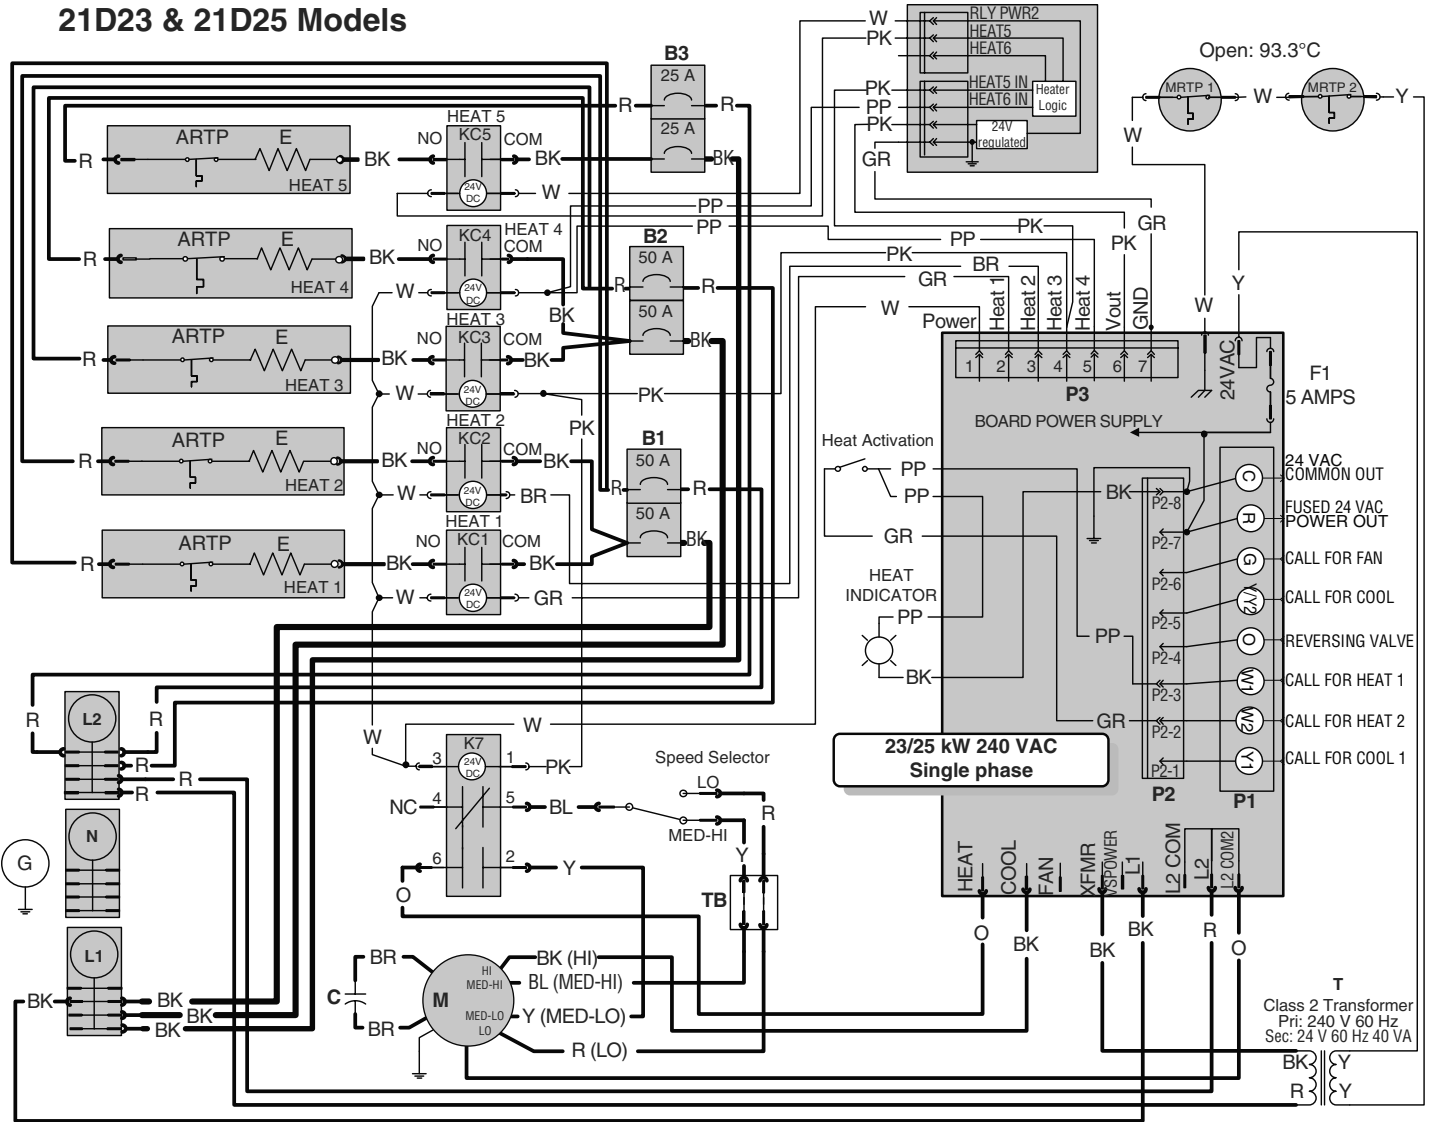 21D23 & 21D25 Models
B3
25 A
25 A
R
R
BK
HEAT 5
KC5
NO
COM
24V DC
ARTP
E
HEAT 5
R
BK
BK
W
HEAT 4
KC4
NO
COM
24V DC
ARTP
E
HEAT 4
R
BK
W
BK
PP
PP
B2
50 A
50 A
R
R
BK
HEAT 3
KC3
NO
COM
24V DC
ARTP
E
HEAT 3
R
BK
BK
W
PK
PK
HEAT 2
KC2
NO
COM
24V DC
ARTP
E
HEAT 2
R
BK
BK
W
BR
B1
50 A
50 A
R
R
BK
HEAT 1
KC1
NO
COM
24V DC
ARTP
E
HEAT 1
R
BK
BK
W
GR
W
PK
RLY PWR2
HEAT5
HEAT6
PK
PP
PK
GR
HEAT5 IN
HEAT6 IN
Heater Logic
24V regulated
Open: 93.3°C
MRTP 1
W
MRTP 2
Y
W
W
Y
PK
PP
PK
BR
GR
W
PK
GR
Power
Heat 1
Heat 2
Heat 3
Heat 4
Vout
GND
1
2
3
4
5
6
7
P3
24VAC
F1
5 AMPS
BOARD POWER SUPPLY
Heat Activation
PP
PP
GR
BK
HEAT INDICATOR
PP
BK
PP
GR
P2-8
P2-7
P2-6
P2-5
P2-4
P2-3
P2-2
P2-1
P2
C
R
G
Y/Y2
O
W1
W2
Y1
P1
24 VAC
COMMON OUT
FUSED 24 VAC
POWER OUT
CALL FOR FAN
CALL FOR COOL
REVERSING VALVE
CALL FOR HEAT 1
CALL FOR HEAT 2
CALL FOR COOL 1
23/25 kW 240 VAC
Single phase
L2
R
R
R
R
R
N
G
L1
BK
BK
BK
BK
W
W
K7
24V DC
3
1
PK
NC
4
5
BL
6
2
Y
O
Speed Selector
LO
MED-HI
R
Y
TB
C
BR
BR
M
HI
MED-HI
MED-LO
LO
BK (HI)
BL (MED-HI)
Y (MED-LO)
R (LO)
HEAT
COOL
FAN
XFMR
VSPOWER
L1
L2 COM
L2
L2 COM2
O
BK
BK
BK
R
O
T
Class 2 Transformer
Pri: 240 V 60 Hz
Sec: 24 V 60 Hz 40 VA
BK
Y
R
Y